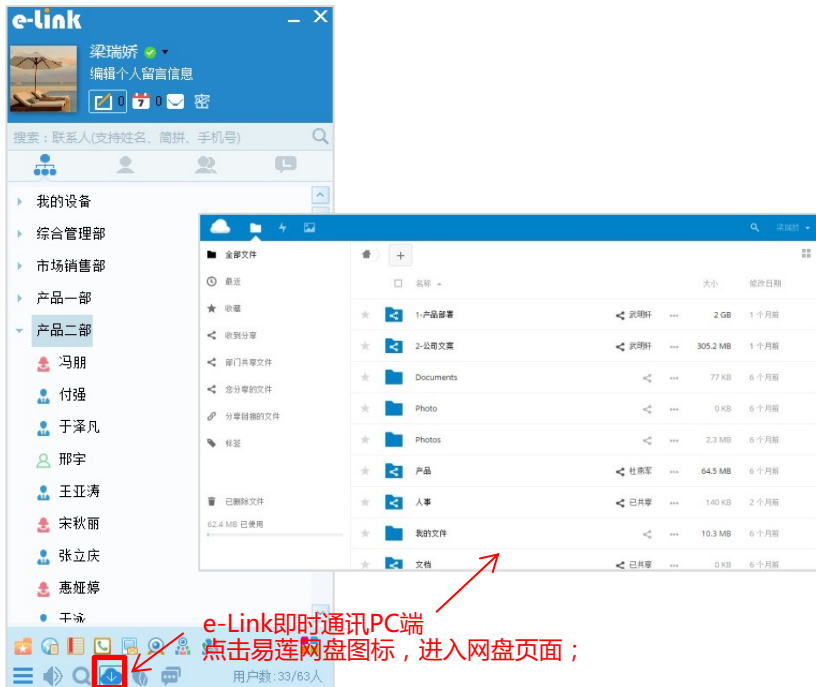 e-Link
梁瑞娇
编辑个人留言信息
0 7 0 密
搜索：联系人(支持姓名、简拼、手机号)
我的设备
综合管理部
市场销售部
产品一部
产品二部
冯朋
付强
于泽凡
邢宇
王亚涛
宋秋丽
张立庆
惠娅婷
用户数：33/63人
梁瑞娇
全部文件
最近
收藏
收到分享
部门共享文件
您分享的文件
分享链接的文件
标签
已删除文件
62.4 MB 已使用
名称 大小 修改日期
1-产品部署 武明轩 2 GB 1 个月前
2-公司文案 武明轩 305.2 MB 1 个月前
Documents 77 KB 6 个月前
Photo 0 KB 6 个月前
Photos 2.3 MB 6 个月前
产品 64.5 MB 6 个月前
人事 已共享 140 KB 2 个月前
我的文件 10.3 MB 6 个月前
文档 已共享 0 KB 6 个月前
e-Link即时通讯PC端
点击易莲网盘图标，进入网盘页面；